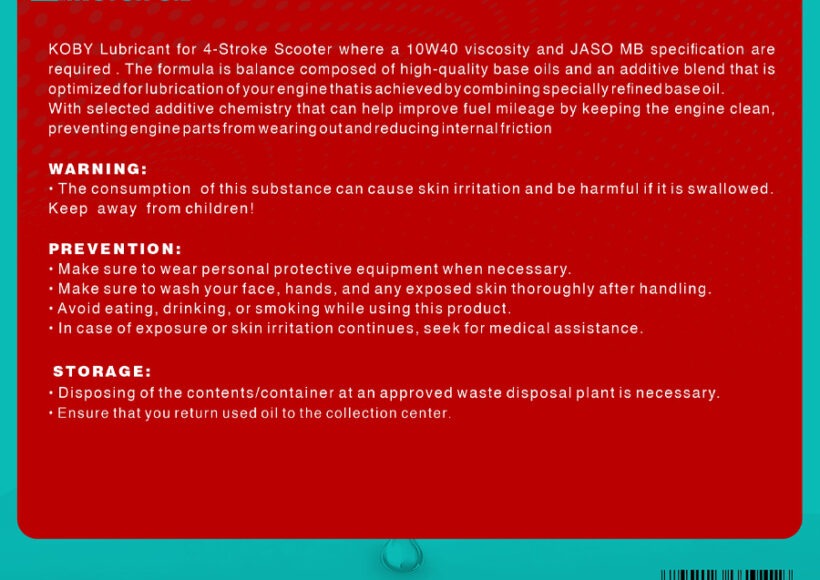 KOBY Lubricant for 4-Stroke Scooter where a 10W40 viscosity and JASO MB specification are
required . The formula is balance composed of high-quality base oils and an additive blend that is
optimized for lubrication of your engine that is achieved by combining specially refined base oil.
With selected additive chemistry that can help improve fuel mileage by keeping the engine clean,
preventing engine parts from wearing out and reducing internal friction
WARNING:
• The consumption of this substance can cause skin irritation and be harmful if it is swallowed.
Keep away from children!
PREVENTION:
• Make sure to wear personal protective equipment when necessary.
• Make sure to wash your face, hands, and any exposed skin thoroughly after handling.
• Avoid eating, drinking, or smoking while using this product.
• In case of exposure or skin irritation continues, seek for medical assistance.
STORAGE:
• Disposing of the contents/container at an approved waste disposal plant is necessary.
• Ensure that you return used oil to the collection center.